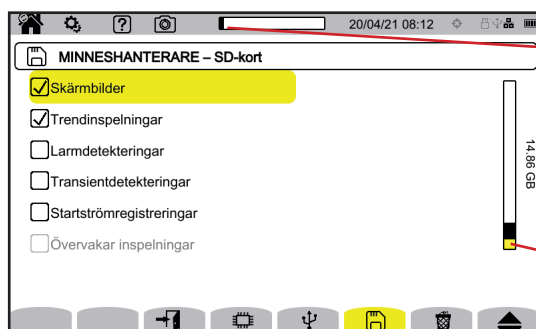 20/04/21 08:12
MINNESHANTERARE – SD-kort
Skärmbilder
Trendinspelningar
Larmdetekteringar
Transientdetekteringar
Startströmregistreringar
Övervakar inspelningar
14.86 GB